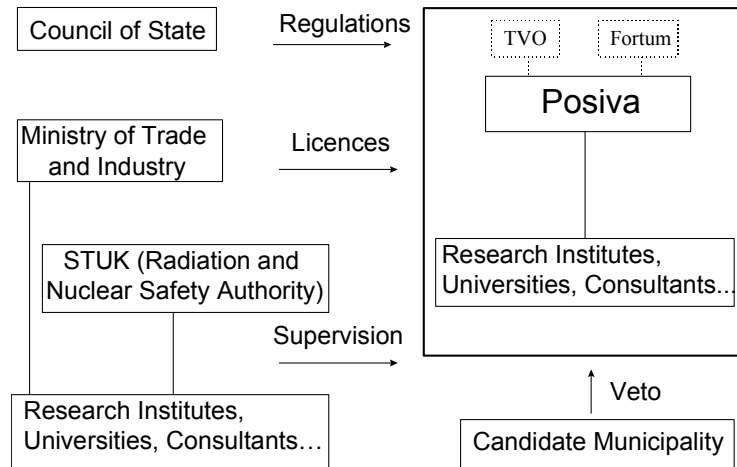 Council of State
Regulations
TVO
Fortum
Posiva
Ministry of Trade
and Industry
Licences
STUK (Radiation and
Nuclear Safety Authority)
Research Institutes,
Universities, Consultants...
Supervision
Research Institutes,
Universities, Consultants…
Veto
Candidate Municipality